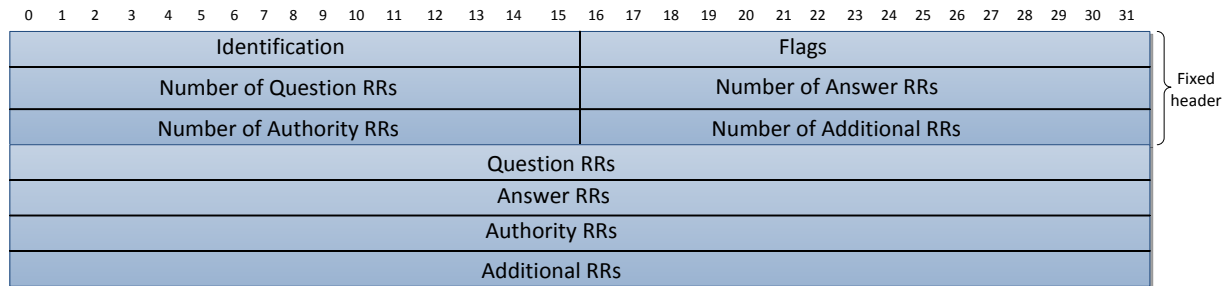 0 1 2 3 4 5 6 7 8 9 10 11 12 13 14 15 16 17 18 19 20 21 22 23 24 25 26 27 28 29 30 31
Identification Flags
Number of Question RRs Number of Answer RRs
Number of Authority RRs Number of Additional RRs
Fixed
header
Question RRs
Answer RRs
Authority RRs
Additional RRs